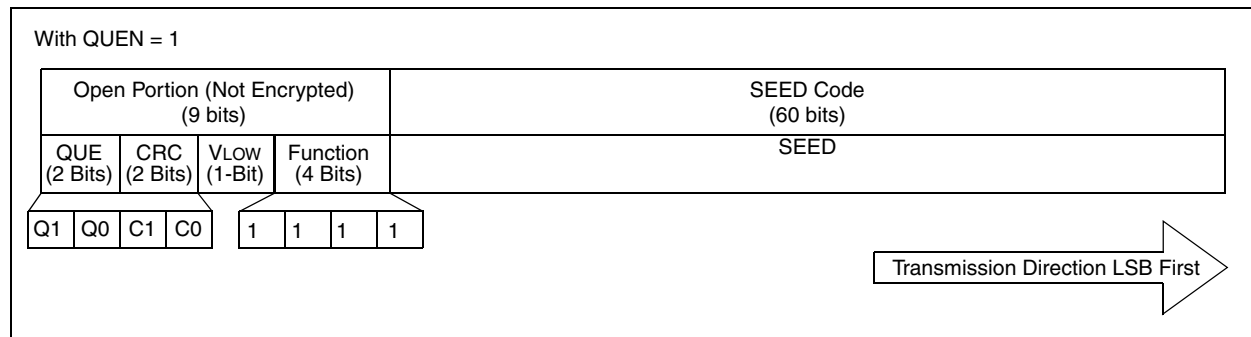 With QUEN = 1
Open Portion (Not Encrypted)
(9 bits)
SEED Code
(60 bits)
QUE
(2 Bits)
CRC
(2 Bits)
VLOW
(1-Bit)
Function
(4 Bits)
SEED
Q1 Q0 C1 C0 1 1 1 1
Transmission Direction LSB First